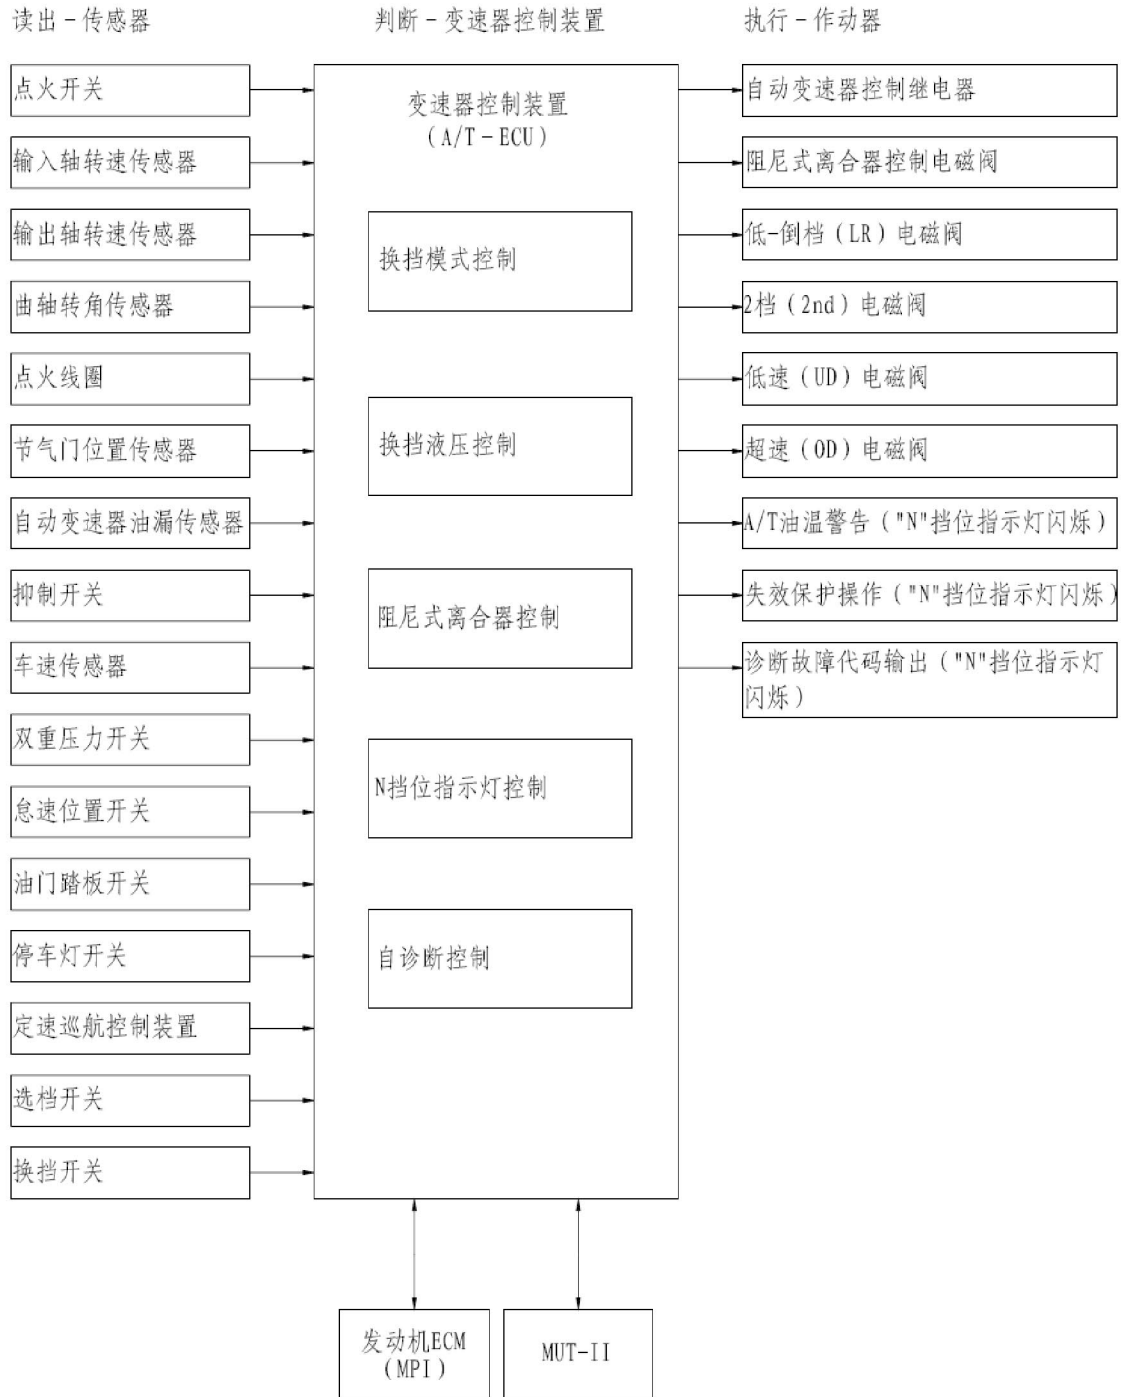 读出－传感器
判断－变速器控制装置
执行－作动器
点火开关
输入轴转速传感器
输出轴转速传感器
曲轴转角传感器
点火线圈
节气门位置传感器
自动变速器油漏传感器
抑制开关
车速传感器
双重压力开关
怠速位置开关
油门踏板开关
停车灯开关
定速巡航控制装置
选档开关
换挡开关
变速器控制装置
（A/T－ECU）
换挡模式控制
换挡液压控制
阻尼式离合器控制
N挡位指示灯控制
自诊断控制
自动变速器控制继电器
阻尼式离合器控制电磁阀
低-倒档（LR）电磁阀
2档（2nd）电磁阀
低速（UD）电磁阀
超速（OD）电磁阀
A/T油温警告（"N"挡位指示灯闪烁）
失效保护操作（"N"挡位指示灯闪烁）
诊断故障代码输出（"N"挡位指示灯
闪烁）
发动机ECM
（MPI）
MUT-II